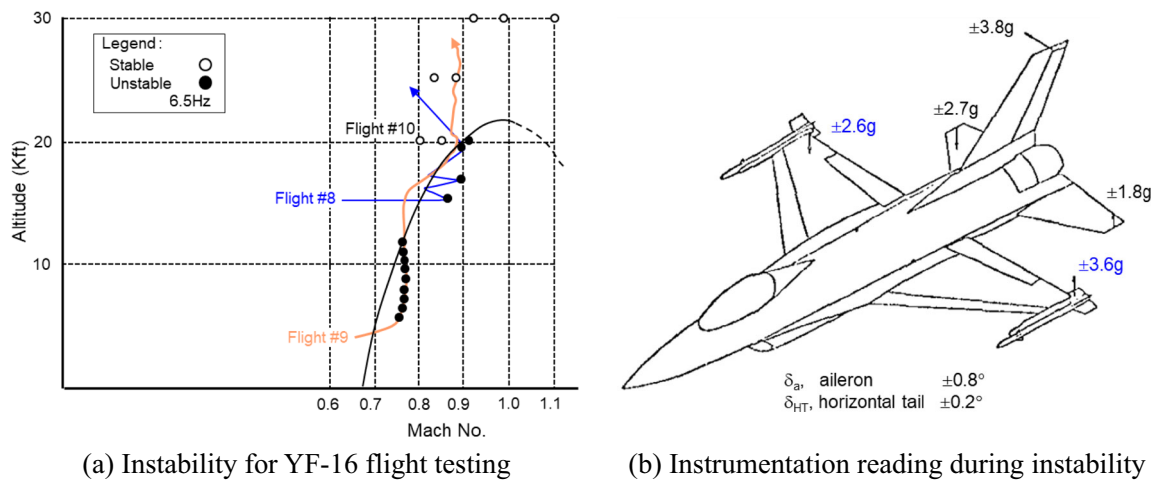 30
20
10
Altitude (Kft)
Legend :
Stable
Unstable
6.5Hz
Flight #10
Flight #8
Flight #9
0.6 0.7 0.8 0.9 1.0 1.1
Mach No.
(a) Instability for YF-16 flight testing
±3.8g
±2.7g
±2.6g
±1.8g
±3.6g
δa, aileron ±0.8°
δHT, horizontal tail ±0.2°
(b) Instrumentation reading during instability